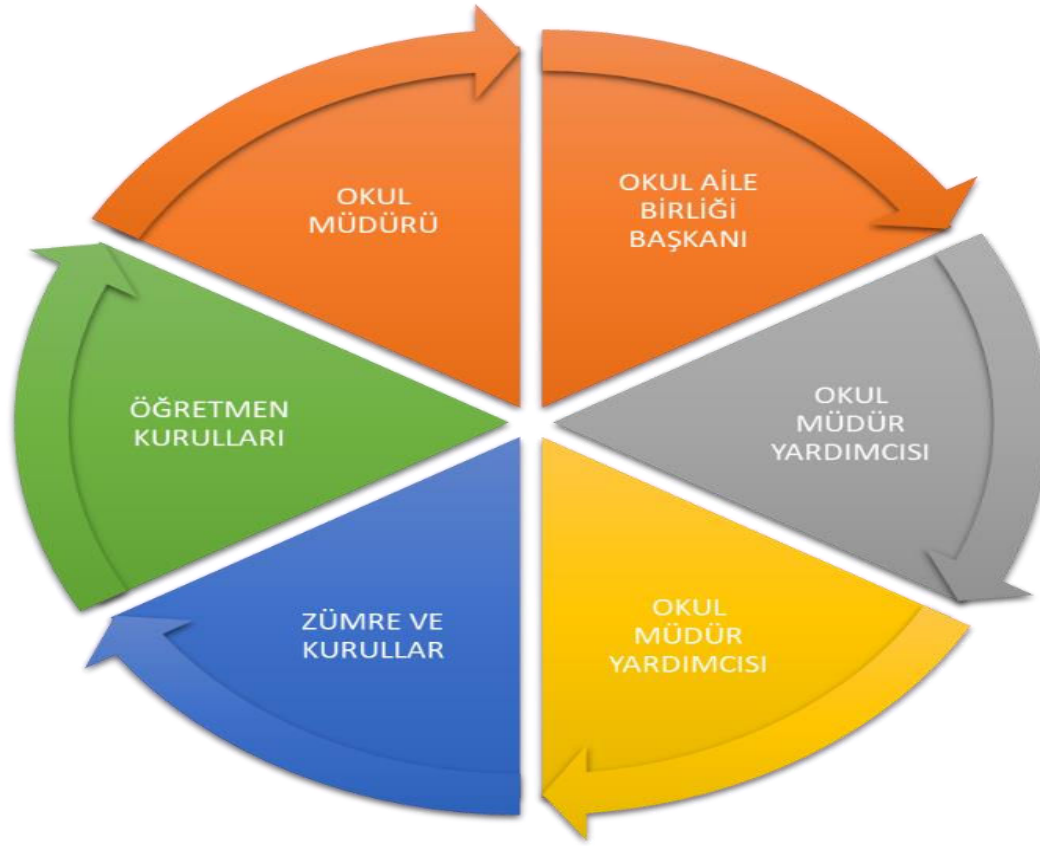 OKUL
MÜDÜRÜ
OKUL AİLE
BİRLİĞİ
BAŞKANI
OKUL
MÜDÜR
YARDIMCISI
OKUL
MÜDÜR
YARDIMCISI
ZÜMRE VE
KURULLAR
ÖĞRETMEN
KURULLARI